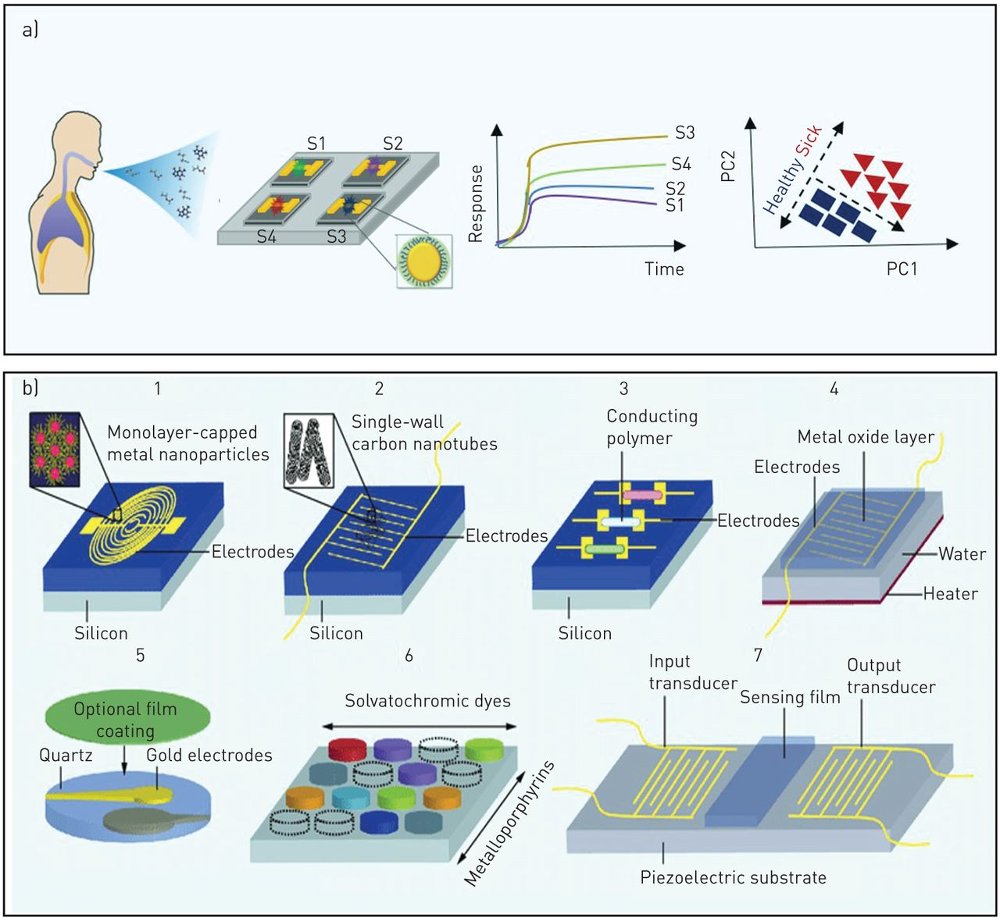 a)
S1
S2
S4
S3
Response
Time
S3
S4
S2
S1
PC2
PC1
Healthy Sick
b)
1
Monolayer-capped
metal nanoparticles
Electrodes
Silicon
2
Single-wall
carbon nanotubes
Electrodes
Silicon
3
Conducting
polymer
Electrodes
Silicon
4
Metal oxide layer
Electrodes
Water
Heater
5
Optional film
coating
Quartz
Gold electrodes
6
Solvatochromic dyes
Metalloporphyrins
7
Input
transducer
Sensing film
Output
transducer
Piezoelectric substrate